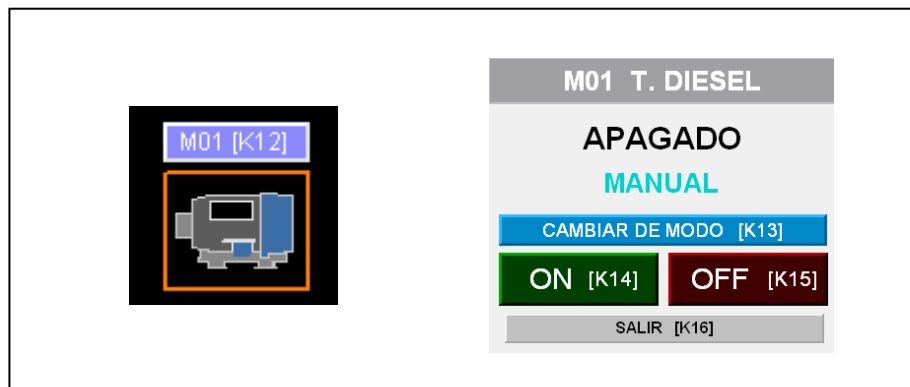 M01 [K12]
M01 T. DIESEL
APAGADO
MANUAL
CAMBIAR DE MODO [K13]
ON [K14] OFF [K15]
SALIR [K16]